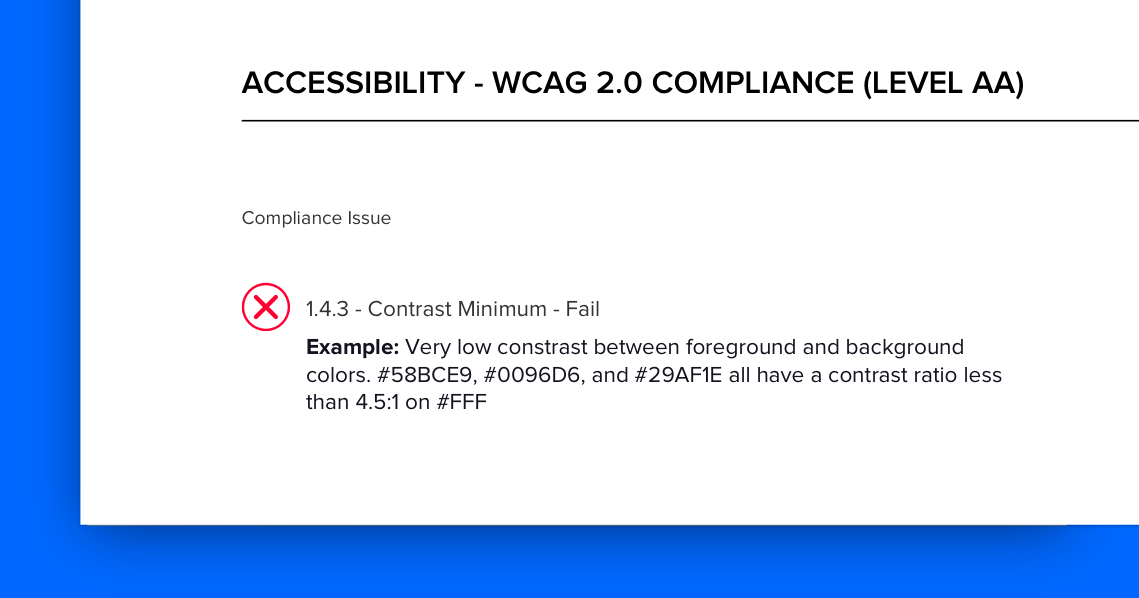 ACCESSIBILITY - WCAG 2.0 COMPLIANCE (LEVEL AA)
Compliance Issue
1.4.3 - Contrast Minimum - Fail
Example: Very low constrast between foreground and background
colors. #58BCE9, #0096D6, and #29AF1E all have a contrast ratio less
than 4.5:1 on #FFF